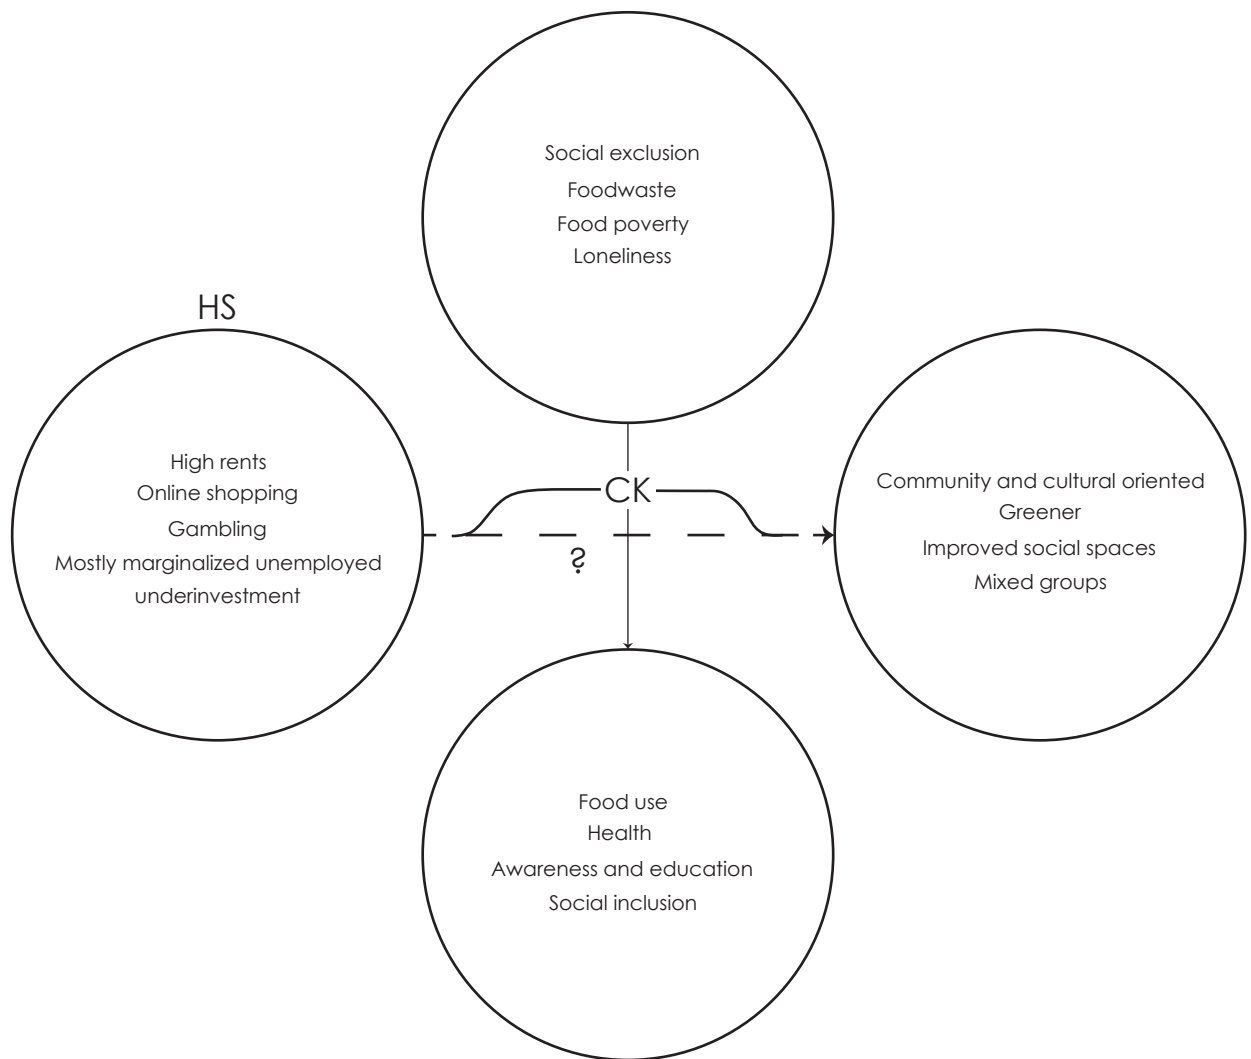 Social exclusion
Foodwaste
Food poverty
Loneliness
HS
High rents
Online shopping
Gambling
Mostly marginalized unemployed
underinvestment
CK
?
Community and cultural oriented
Greener
Improved social spaces
Mixed groups
Food use
Health
Awareness and education
Social inclusion